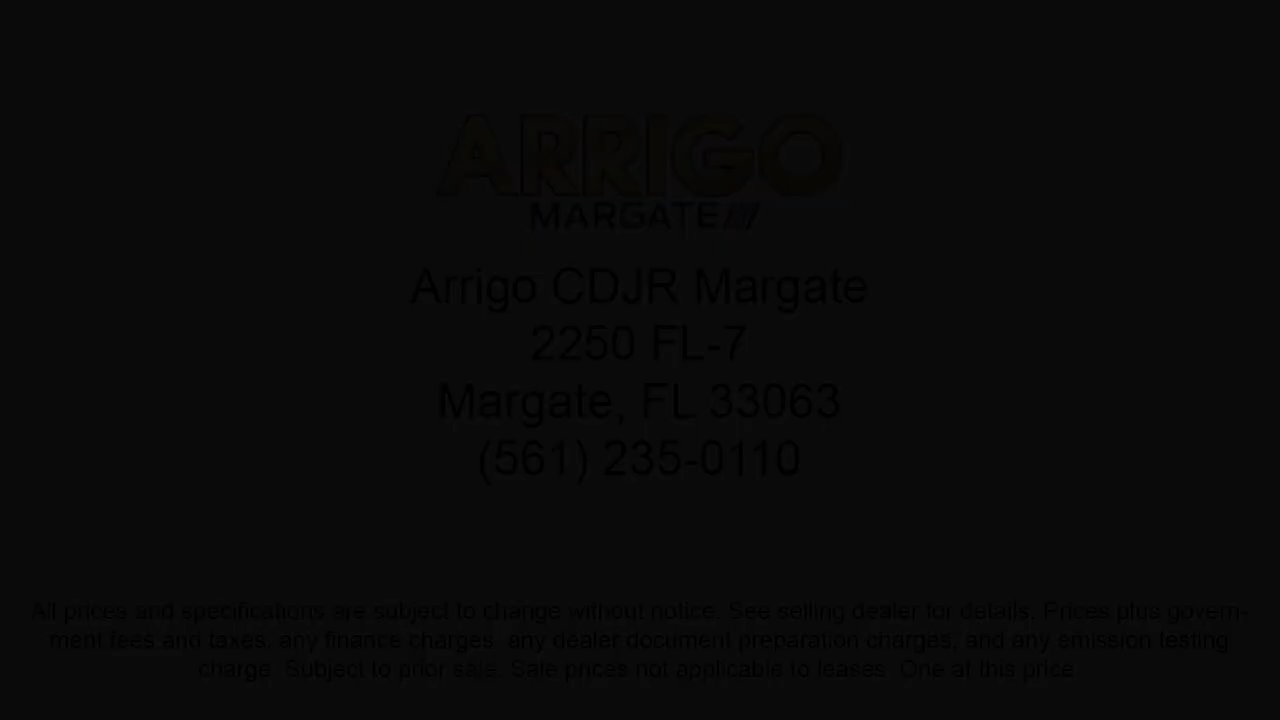 ARRIGO
MARGATE
Arrigo CDJR Margate
2250 FL-7
Margate, FL 33063
(561) 235-0110
All prices and specifications are subject to change without notice. See selling dealer for details. Prices plus govern-
ment fees and taxes, any finance charges, any dealer document preparation charges, and any emission testing
charge. Subject to prior sale. Sale prices not applicable to leases. One at this price.